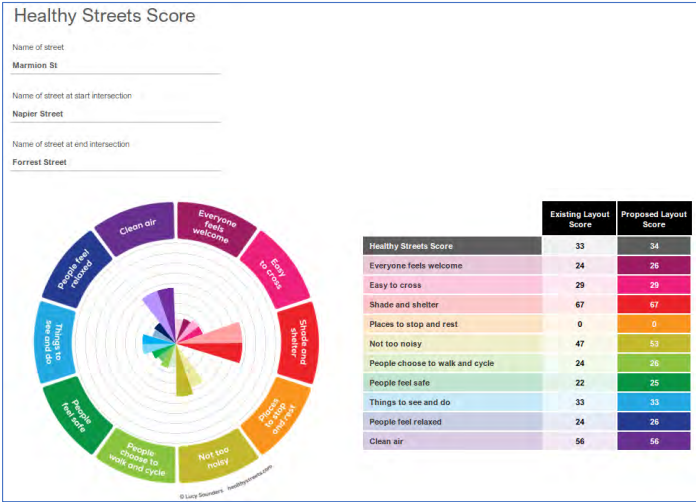 Healthy Streets Score
Name of street
Marmion St
Name of street at start intersection
Napier Street
Name of street at end intersection
Forrest Street
Clean air
Everyone
feels
welcome
Easy
to cross
Shade and
shelter
Places
to stop
and rest
Not too
noisy
People
choose to
walk and cycle
People
feel safe
Things to
see and do
People feel
relaxed
© Lucy Saunders. healthystreets.com
Existing Layout
Score
Proposed Layout
Score
Healthy Streets Score 33 34
Everyone feels welcome 24 26
Easy to cross 29 29
Shade and shelter 67 67
Places to stop and rest 0 0
Not too noisy 47 53
People choose to walk and cycle 24 26
People feel safe 22 25
Things to see and do 33 33
People feel relaxed 24 26
Clean air 56 56